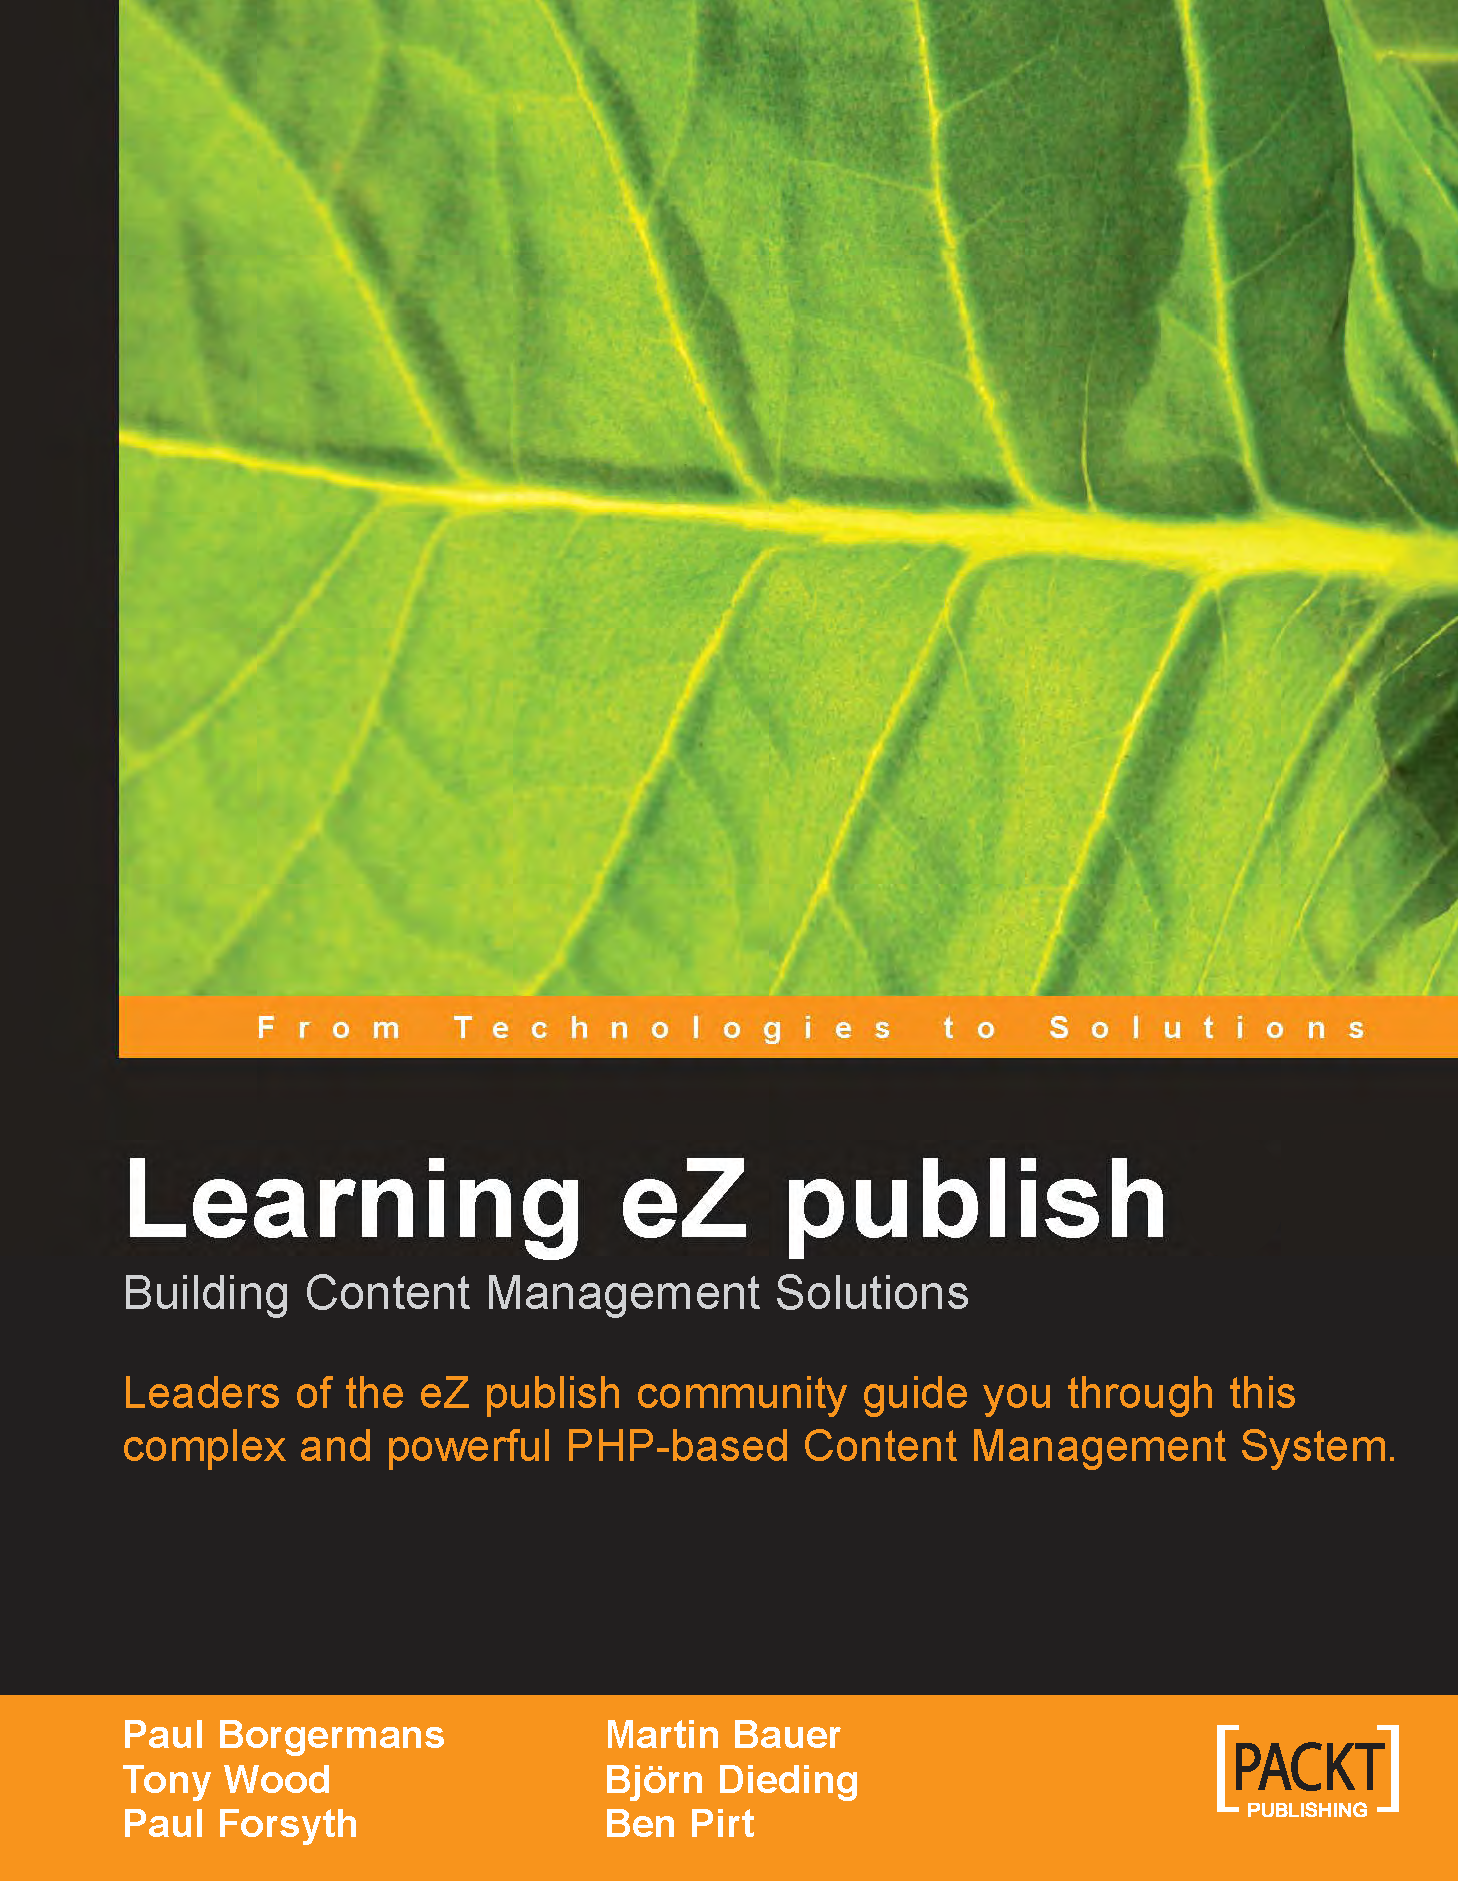 From Technologies to Solutions
Learning eZ publish
Building Content Management Solutions
Leaders of the eZ publish community guide you through this
complex and powerful PHP-based Content Management System.
Paul Borgermans
Tony Wood
Paul Forsyth
Martin Bauer
Björn Dieding
Ben Pirt
[PACKT]
PUBLISHING